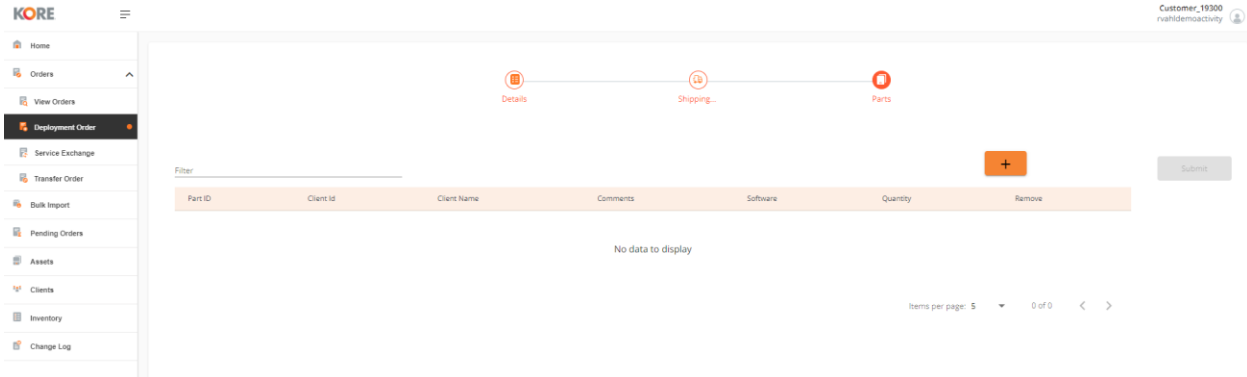 KORE
Customer_19300
rvahldemoactivity
Home
Orders
View Orders
Deployment Order
Service Exchange
Transfer Order
Bulk Import
Pending Orders
Assets
Clients
Inventory
Change Log
Details
Shipping...
Parts
Filter
+
Submit
Part ID Client Id Client Name Comments Software Quantity Remove
No data to display
Items per page: 5 0 of 0